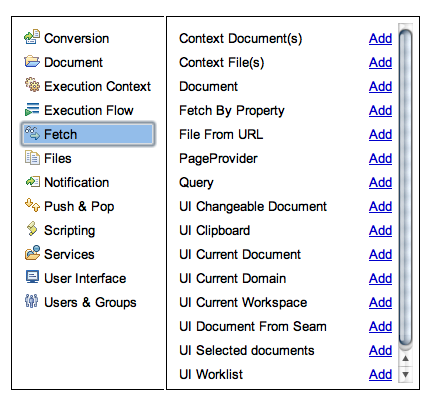 Conversion
Document
Execution Context
Execution Flow
Fetch
Files
Notification
Push & Pop
Scripting
Services
User Interface
Users & Groups
Context Document(s) Add
Context File(s) Add
Document Add
Fetch By Property Add
File From URL Add
PageProvider Add
Query Add
UI Changeable Document Add
UI Clipboard Add
UI Current Document Add
UI Current Domain Add
UI Current Workspace Add
UI Document From Seam Add
UI Selected documents Add
UI Worklist Add